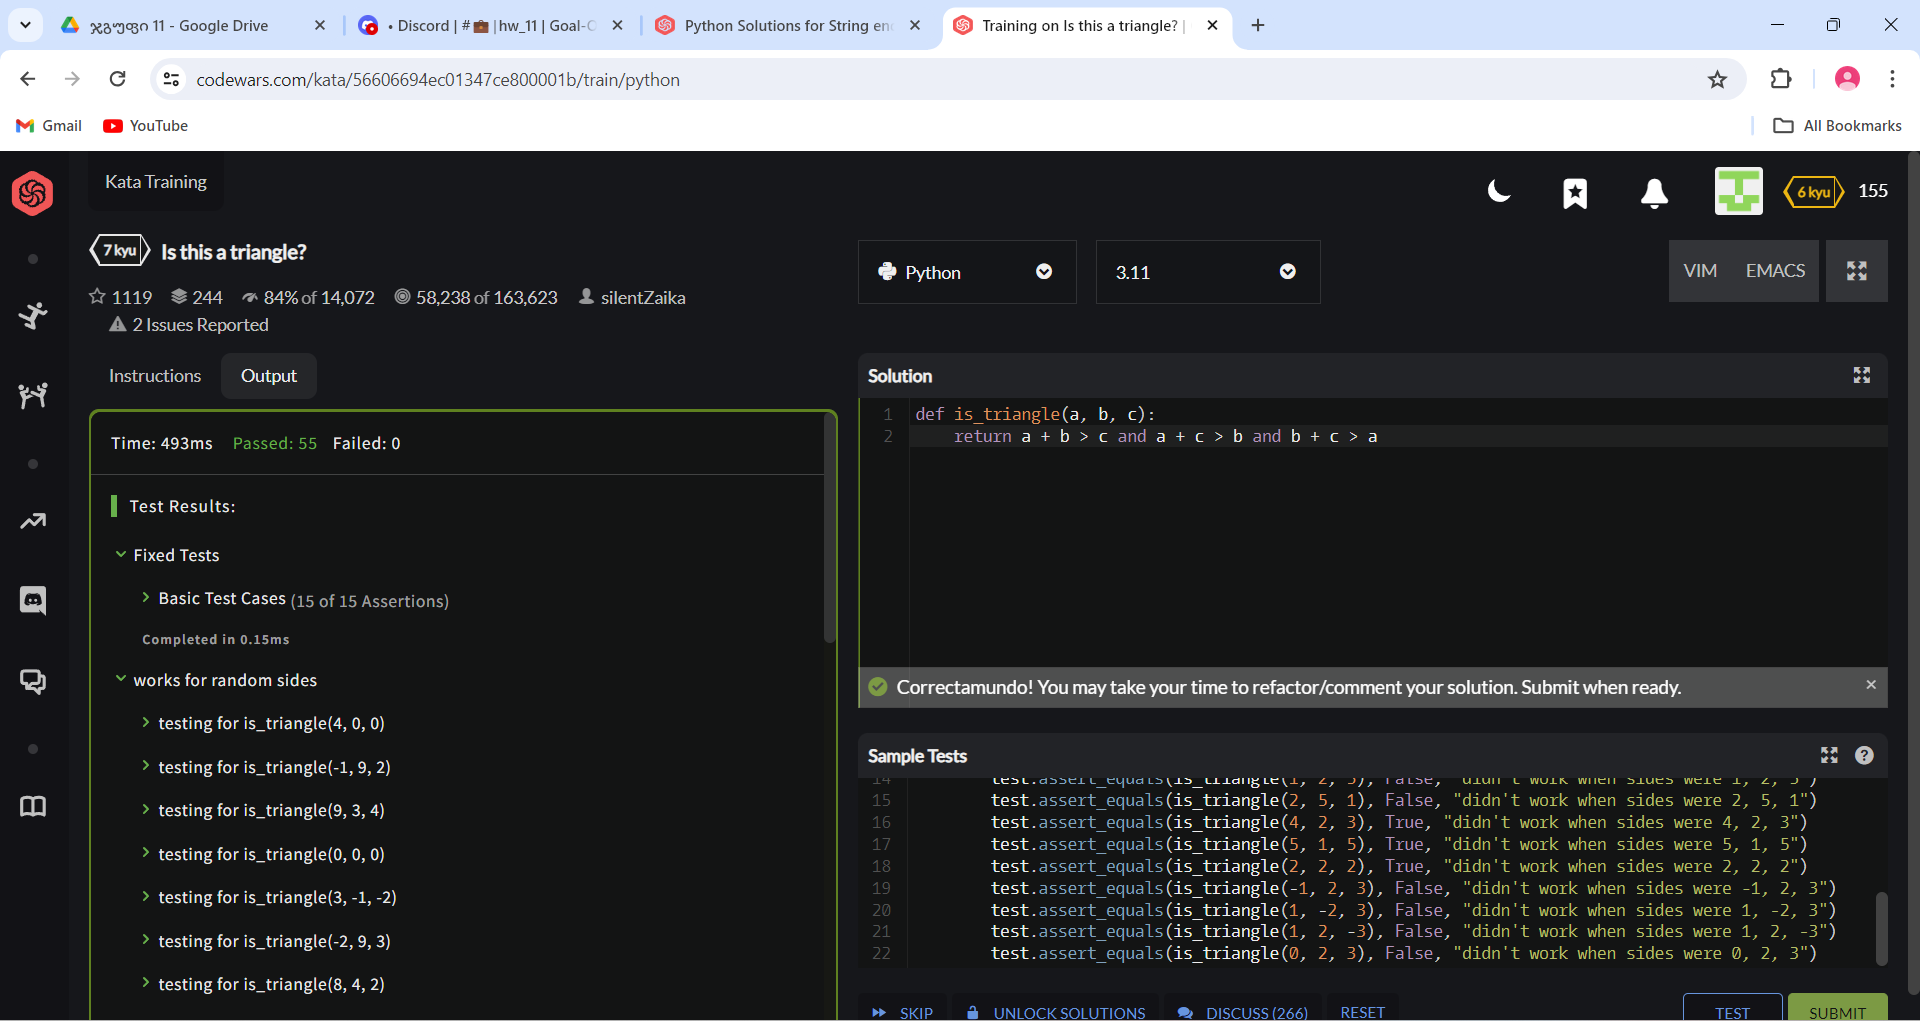 ჯგუფი 11 - Google Drive
• Discord | #💼|hw_11 | Goal-O
Python Solutions for String en
Training on Is this a triangle? |
codewars.com/kata/56606694ec01347ce800001b/train/python
Gmail YouTube All Bookmarks
Kata Training
6 kyu 155
7 kyu Is this a triangle?
1119 244 84% of 14,072 58,238 of 163,623 silentZaika
2 Issues Reported
Python 3.11 VIM EMACS
Instructions Output
Time: 493ms Passed: 55 Failed: 0
Test Results:
Fixed Tests
Basic Test Cases (15 of 15 Assertions)
Completed in 0.15ms
works for random sides
testing for is_triangle(4, 0, 0)
testing for is_triangle(-1, 9, 2)
testing for is_triangle(9, 3, 4)
testing for is_triangle(0, 0, 0)
testing for is_triangle(3, -1, -2)
testing for is_triangle(-2, 9, 3)
testing for is_triangle(8, 4, 2)
Solution
1 def is_triangle(a, b, c):
2 return a + b > c and a + c > b and b + c > a
Correctamundo! You may take your time to refactor/comment your solution. Submit when ready.
Sample Tests
14 test.assert_equals(is_triangle(1, 2, 5), False, "didn't work when sides were 1, 2, 5")
15 test.assert_equals(is_triangle(2, 5, 1), False, "didn't work when sides were 2, 5, 1")
16 test.assert_equals(is_triangle(4, 2, 3), True, "didn't work when sides were 4, 2, 3")
17 test.assert_equals(is_triangle(5, 1, 5), True, "didn't work when sides were 5, 1, 5")
18 test.assert_equals(is_triangle(2, 2, 2), True, "didn't work when sides were 2, 2, 2")
19 test.assert_equals(is_triangle(-1, 2, 3), False, "didn't work when sides were -1, 2, 3")
20 test.assert_equals(is_triangle(1, -2, 3), False, "didn't work when sides were 1, -2, 3")
21 test.assert_equals(is_triangle(1, 2, -3), False, "didn't work when sides were 1, 2, -3")
22 test.assert_equals(is_triangle(0, 2, 3), False, "didn't work when sides were 0, 2, 3")
SKIP UNLOCK SOLUTIONS DISCUSS (266) RESET TEST SUBMIT